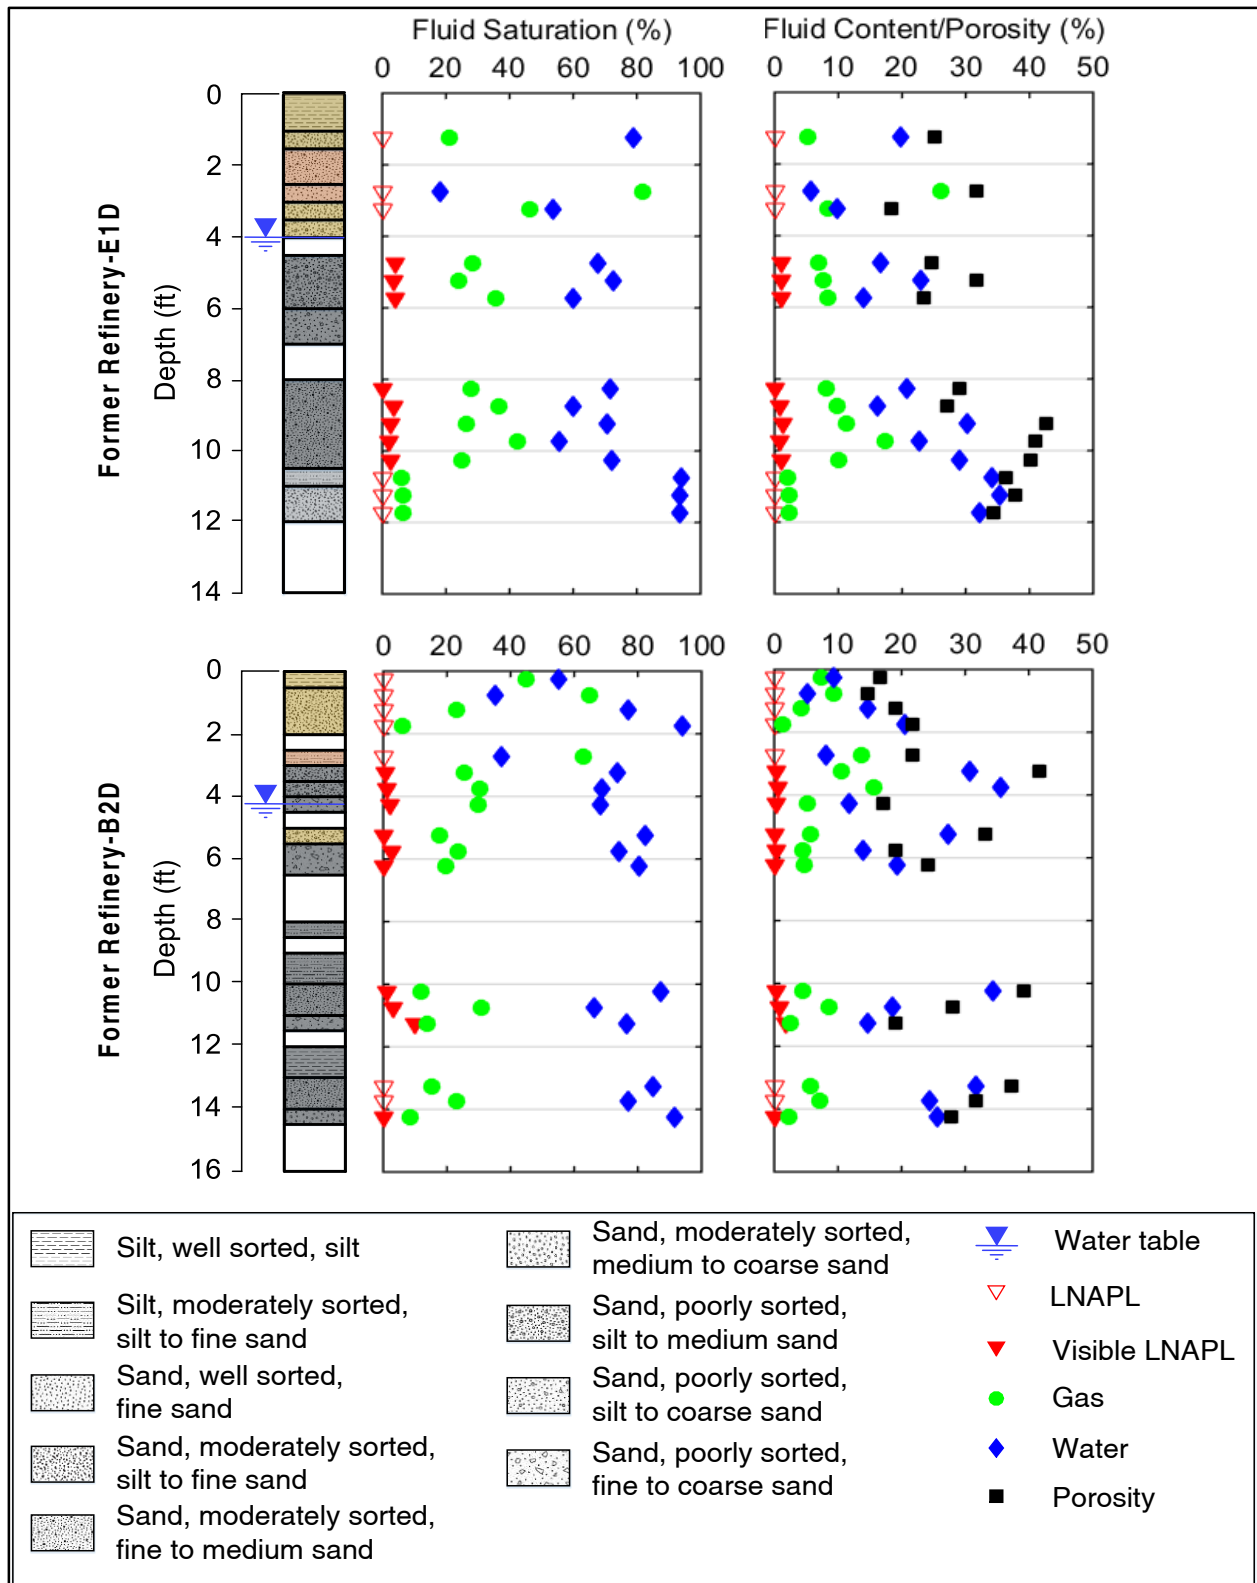 Fluid Saturation (%)
Fluid Content/Porosity (%)
0 20 40 60 80 100
0 10 20 30 40 50
Former Refinery-E1D
Depth (ft)
0
2
4
6
8
10
12
14
0 20 40 60 80 100
0 10 20 30 40 50
Former Refinery-B2D
Depth (ft)
0
2
4
6
8
10
12
14
16
Silt, well sorted, silt
Silt, moderately sorted,
silt to fine sand
Sand, well sorted,
fine sand
Sand, moderately sorted,
silt to fine sand
Sand, moderately sorted,
fine to medium sand
Sand, moderately sorted,
medium to coarse sand
Sand, poorly sorted,
silt to medium sand
Sand, poorly sorted,
silt to coarse sand
Sand, poorly sorted,
fine to coarse sand
Water table
LNAPL
Visible LNAPL
Gas
Water
Porosity